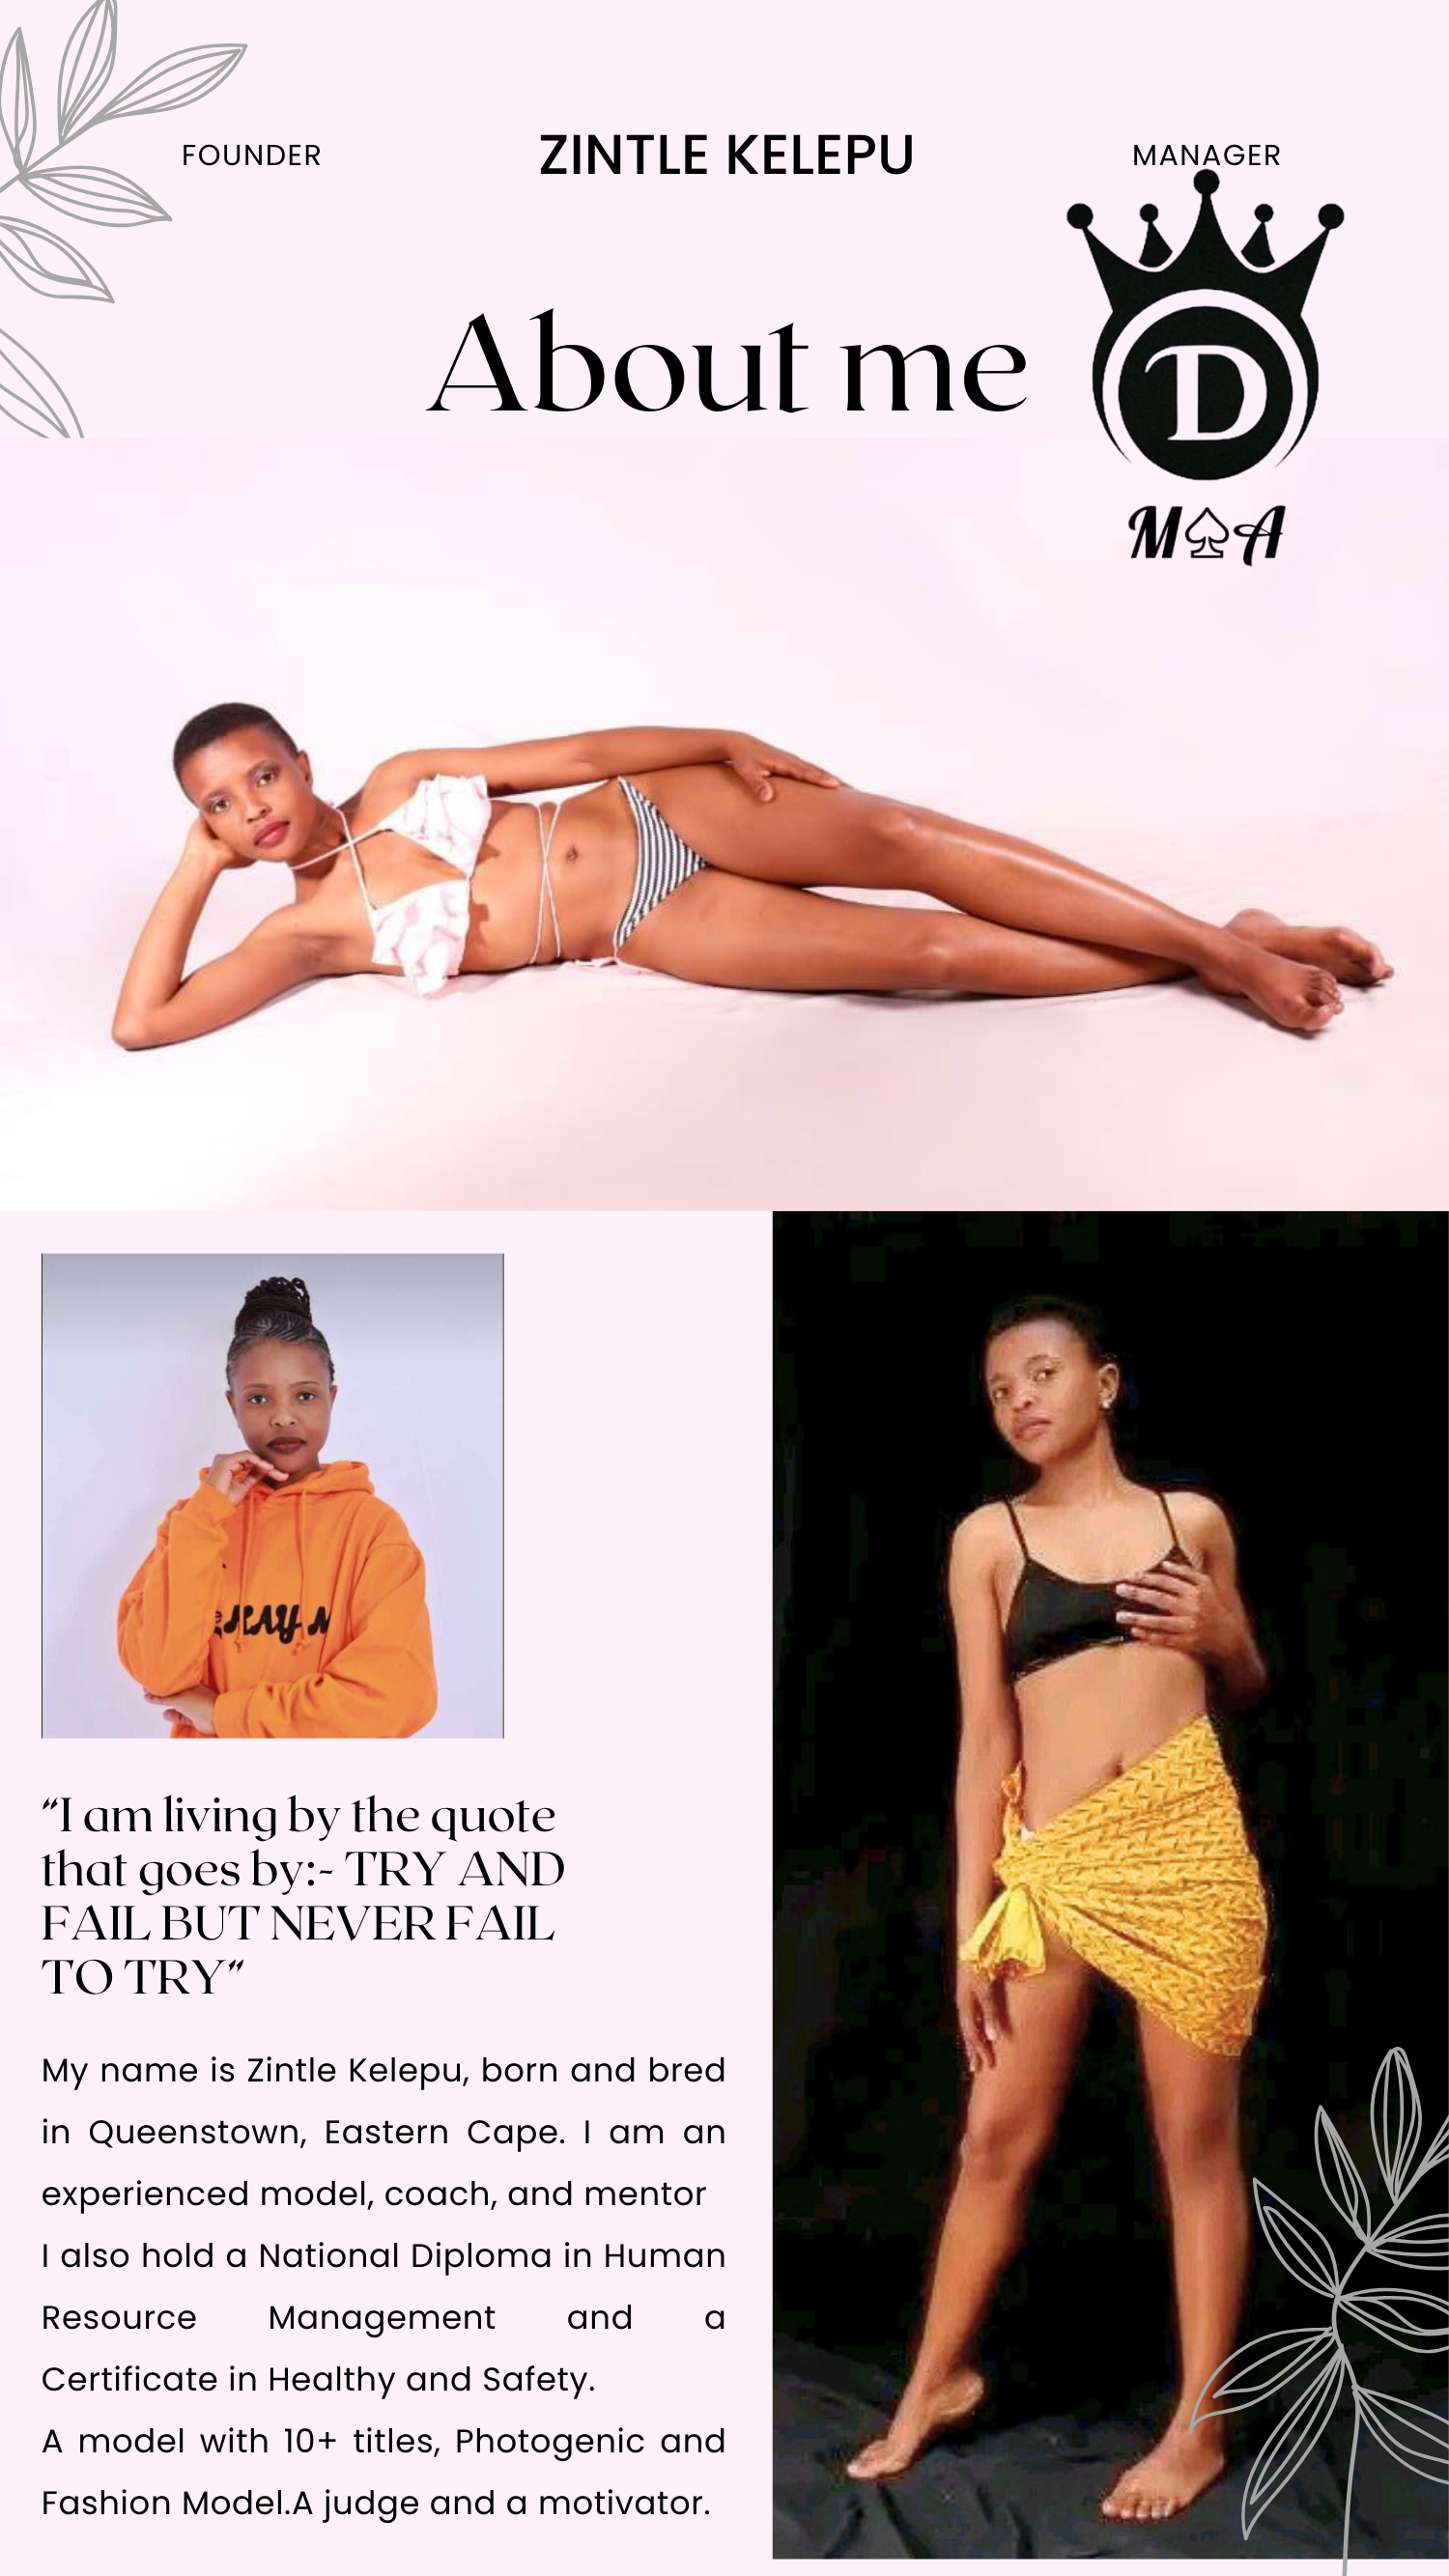 FOUNDER
ZINTLE KELEPU
MANAGER
About me
D
M♤A
“I am living by the quote
that goes by:- TRY AND
FAIL BUT NEVER FAIL
TO TRY”
My name is Zintle Kelepu, born and bred
in Queenstown, Eastern Cape. I am an
experienced model, coach, and mentor
I also hold a National Diploma in Human
Resource Management and a
Certificate in Healthy and Safety.
A model with 10+ titles, Photogenic and
Fashion Model.A judge and a motivator.